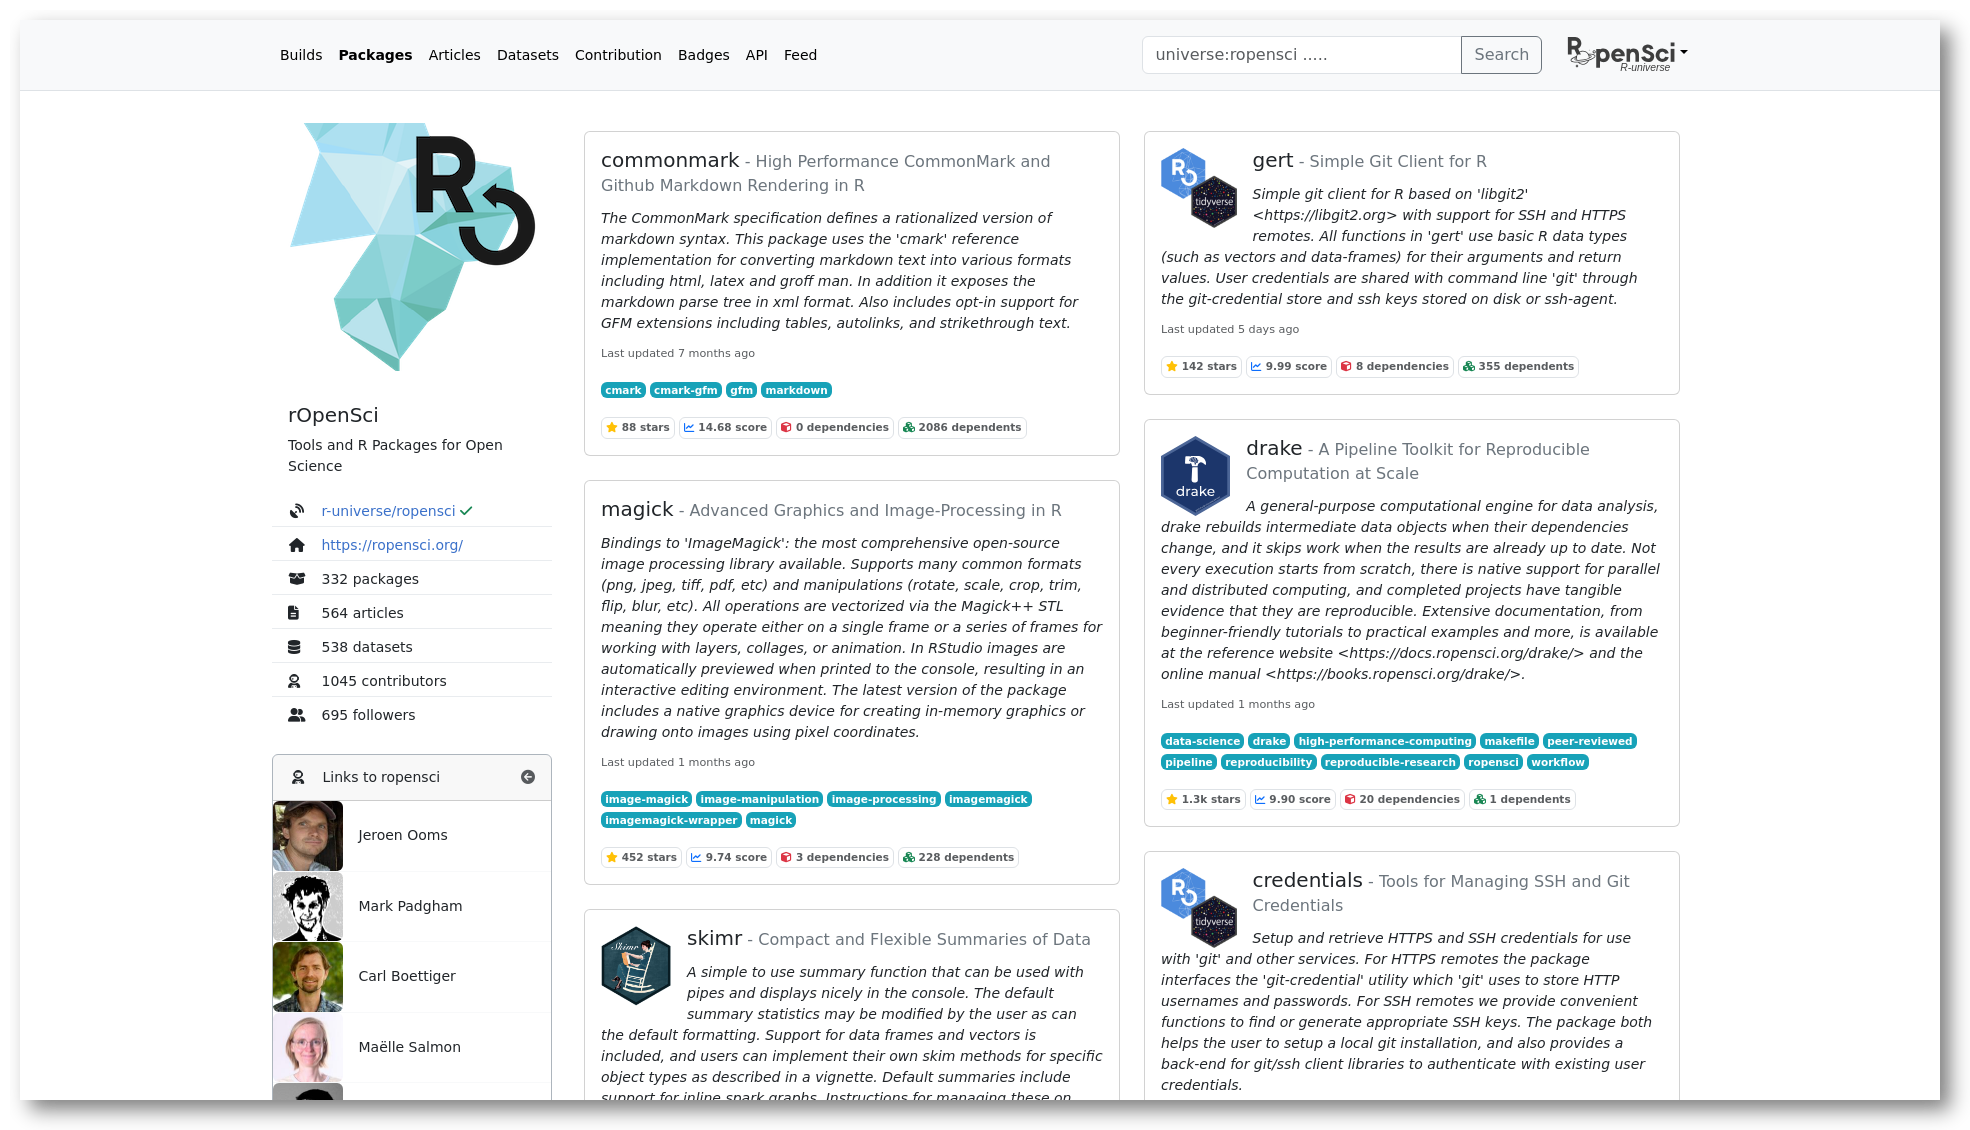 Builds Packages Articles Datasets Contribution Badges API Feed
universe:ropensci ..... Search
ROpenSci
R-universe
R
rOpenSci
Tools and R Packages for Open
Science
r-universe/ropensci
https://ropensci.org/
332 packages
564 articles
538 datasets
1045 contributors
695 followers
Links to ropensci
Jeroen Ooms
Mark Padgham
Carl Boettiger
Maëlle Salmon
commonmark - High Performance CommonMark and
Github Markdown Rendering in R
The CommonMark specification defines a rationalized version of
markdown syntax. This package uses the 'cmark' reference
implementation for converting markdown text into various formats
including html, latex and groff man. In addition it exposes the
markdown parse tree in xml format. Also includes opt-in support for
GFM extensions including tables, autolinks, and strikethrough text.
Last updated 7 months ago
cmark cmark-gfm gfm markdown
88 stars 14.68 score 0 dependencies 2086 dependents
magick - Advanced Graphics and Image-Processing in R
Bindings to 'ImageMagick': the most comprehensive open-source
image processing library available. Supports many common formats
(png, jpeg, tiff, pdf, etc) and manipulations (rotate, scale, crop, trim,
flip, blur, etc). All operations are vectorized via the Magick++ STL
meaning they operate either on a single frame or a series of frames for
working with layers, collages, or animation. In RStudio images are
automatically previewed when printed to the console, resulting in an
interactive editing environment. The latest version of the package
includes a native graphics device for creating in-memory graphics or
drawing onto images using pixel coordinates.
Last updated 1 months ago
image-magick image-manipulation image-processing imagemagick
imagemagick-wrapper magick
452 stars 9.74 score 3 dependencies 228 dependents
Skimr
skimr - Compact and Flexible Summaries of Data
A simple to use summary function that can be used with
pipes and displays nicely in the console. The default
summary statistics may be modified by the user as can
the default formatting. Support for data frames and vectors is
included, and users can implement their own skim methods for specific
object types as described in a vignette. Default summaries include
support for inline spark graphs. Instructions for managing these on
R
tidyverse
gert - Simple Git Client for R
Simple git client for R based on 'libgit2'
<https://libgit2.org> with support for SSH and HTTPS
remotes. All functions in 'gert' use basic R data types
(such as vectors and data-frames) for their arguments and return
values. User credentials are shared with command line 'git' through
the git-credential store and ssh keys stored on disk or ssh-agent.
Last updated 5 days ago
142 stars 9.99 score 8 dependencies 355 dependents
drake
drake - A Pipeline Toolkit for Reproducible
Computation at Scale
A general-purpose computational engine for data analysis,
drake rebuilds intermediate data objects when their dependencies
change, and it skips work when the results are already up to date. Not
every execution starts from scratch, there is native support for parallel
and distributed computing, and completed projects have tangible
evidence that they are reproducible. Extensive documentation, from
beginner-friendly tutorials to practical examples and more, is available
at the reference website <https://docs.ropensci.org/drake/> and the
online manual <https://books.ropensci.org/drake/>.
Last updated 1 months ago
data-science drake high-performance-computing makefile peer-reviewed
pipeline reproducibility reproducible-research ropensci workflow
1.3k stars 9.90 score 20 dependencies 1 dependents
R
tidyverse
credentials - Tools for Managing SSH and Git
Credentials
Setup and retrieve HTTPS and SSH credentials for use
with 'git' and other services. For HTTPS remotes the package
interfaces the 'git-credential' utility which 'git' uses to store HTTP
usernames and passwords. For SSH remotes we provide convenient
functions to find or generate appropriate SSH keys. The package both
helps the user to setup a local git installation, and also provides a
back-end for git/ssh client libraries to authenticate with existing user
credentials.